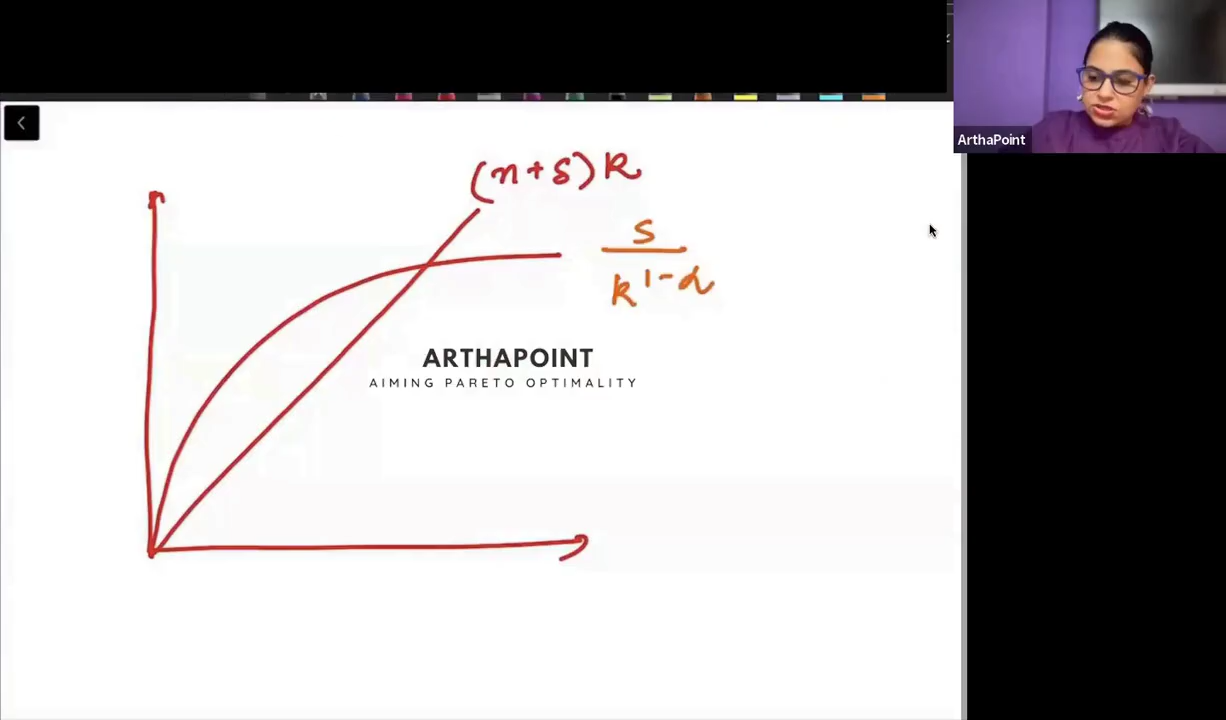 ArthaPoint
(n+δ)k
s
k^1-α
ARTHAPOINT
AIMING PARETO OPTIMALITY